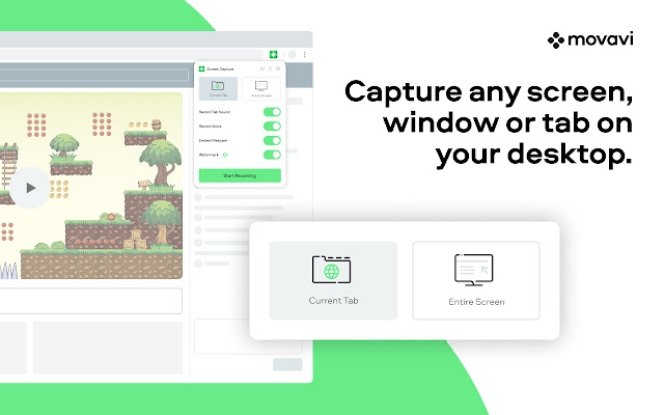 movavi
Capture any screen,
window or tab on
your desktop.
Screen Capture
Current Tab
Entire Screen
Record Tab Sound
Record Voice
Embed Webcam
Watermark
Start Recording
Current Tab
Entire Screen